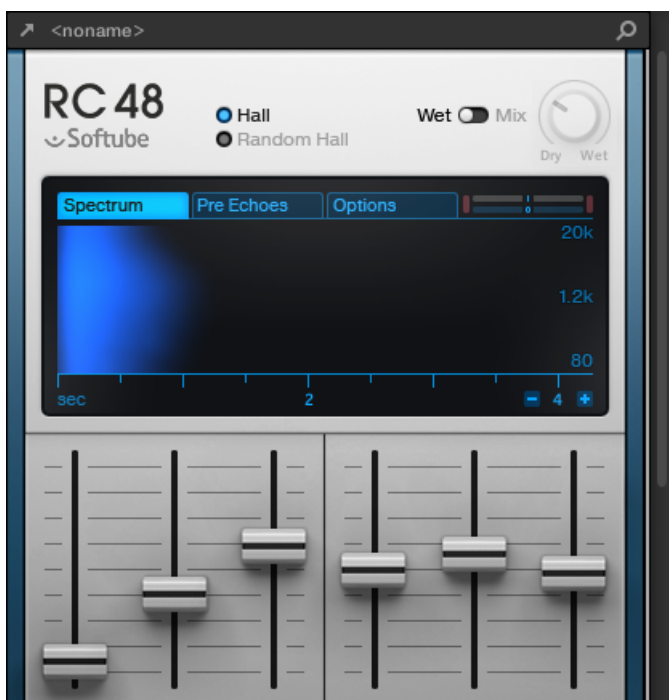 <noname>
RC 48
Softube
Hall
Random Hall
Wet Mix
Dry Wet
Spectrum Pre Echoes Options
20k
1.2k
80
sec 2 - 4 +